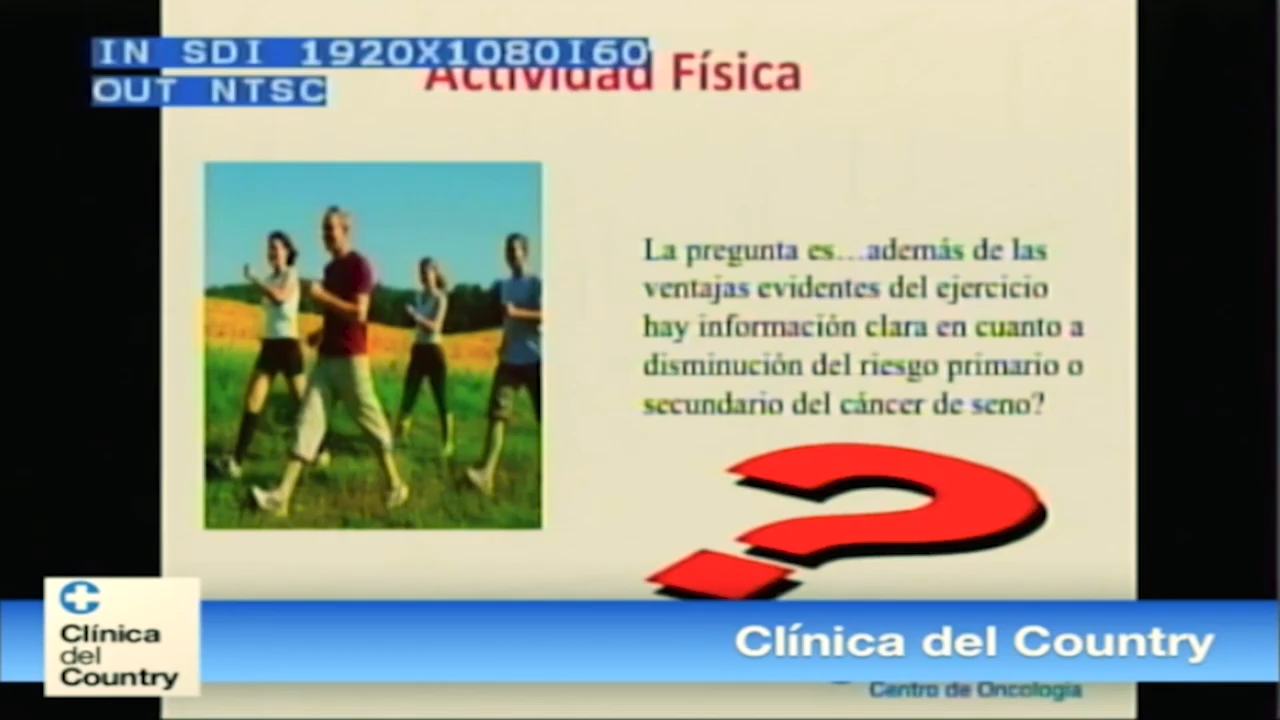 IN SDI 1920X1080I60
OUT NTSC
Actividad Física
La pregunta es...además de las
ventajas evidentes del ejercicio
hay información clara en cuanto a
disminución del riesgo primario o
secundario del cáncer de seno?
?
Clínica
del
Country
Clínica del Country
Centro de Oncología